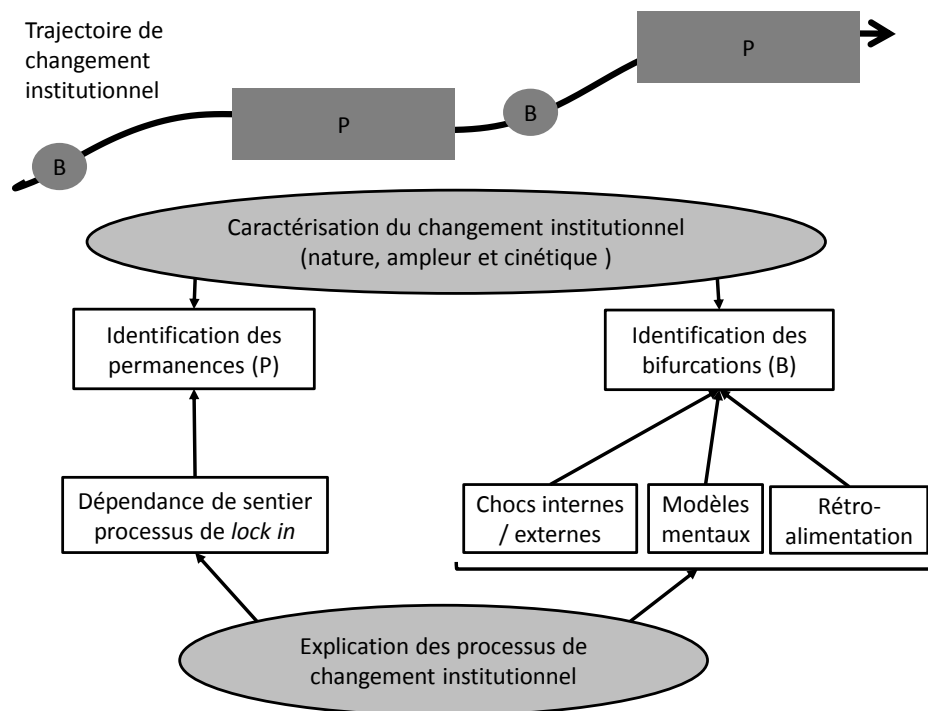 Trajectoire de
changement
institutionnel
B
P
B
P
Caractérisation du changement institutionnel
(nature, ampleur et cinétique )
Identification des
permanences (P)
Identification des
bifurcations (B)
Dépendance de sentier
processus de lock in
Chocs internes
/ externes
Modèles
mentaux
Rétro-
alimentation
Explication des processus de
changement institutionnel